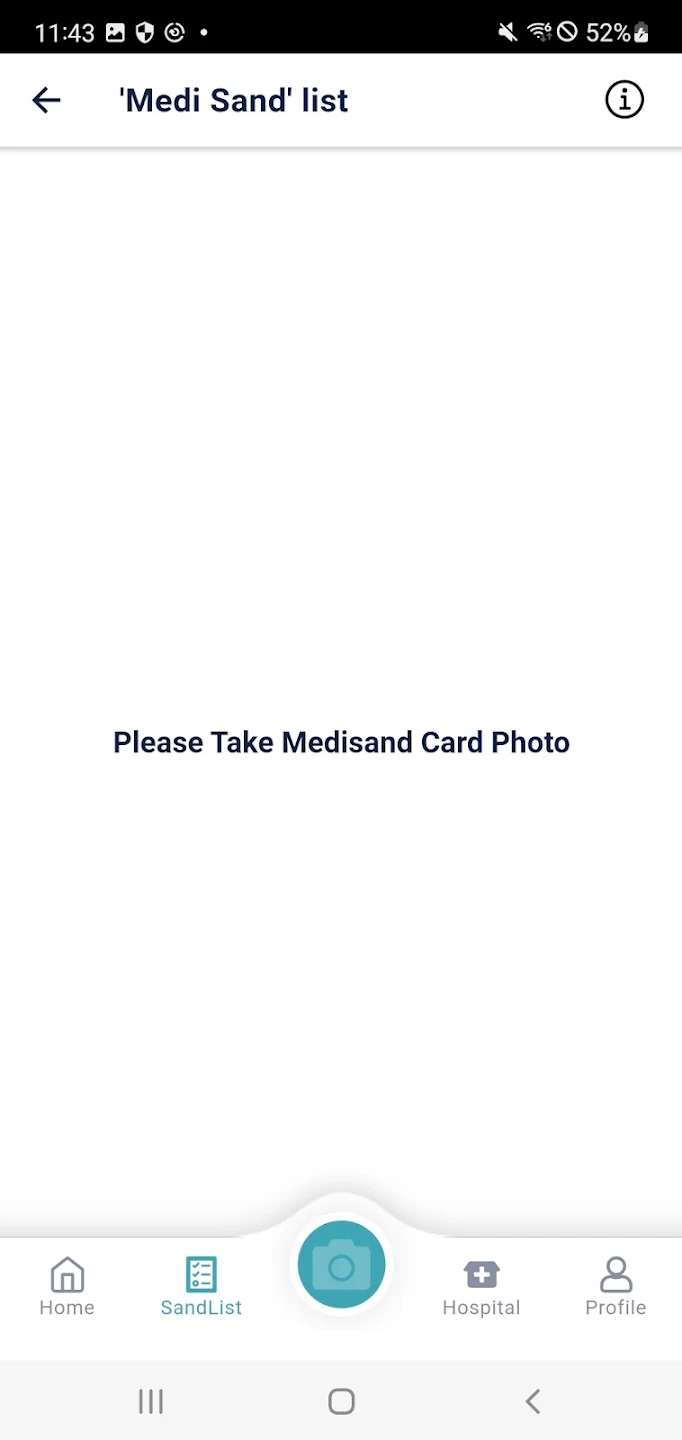 11:43
52%
'Medi Sand' list
Please Take Medisand Card Photo
Home
SandList
Hospital
Profile